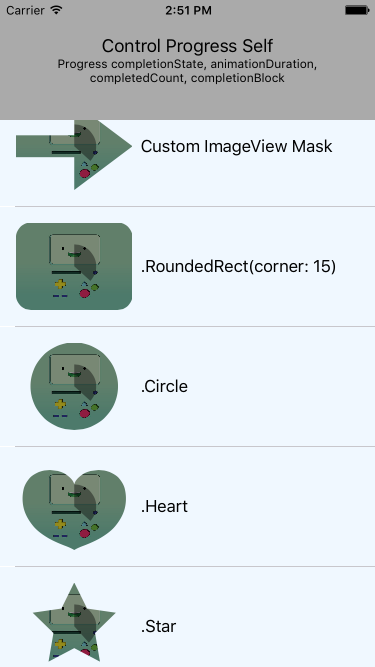 Carrier 2:51 PM
Control Progress Self
Progress completionState, animationDuration,
completedCount, completionBlock
Custom ImageView Mask
.RoundedRect(corner: 15)
.Circle
.Heart
.Star